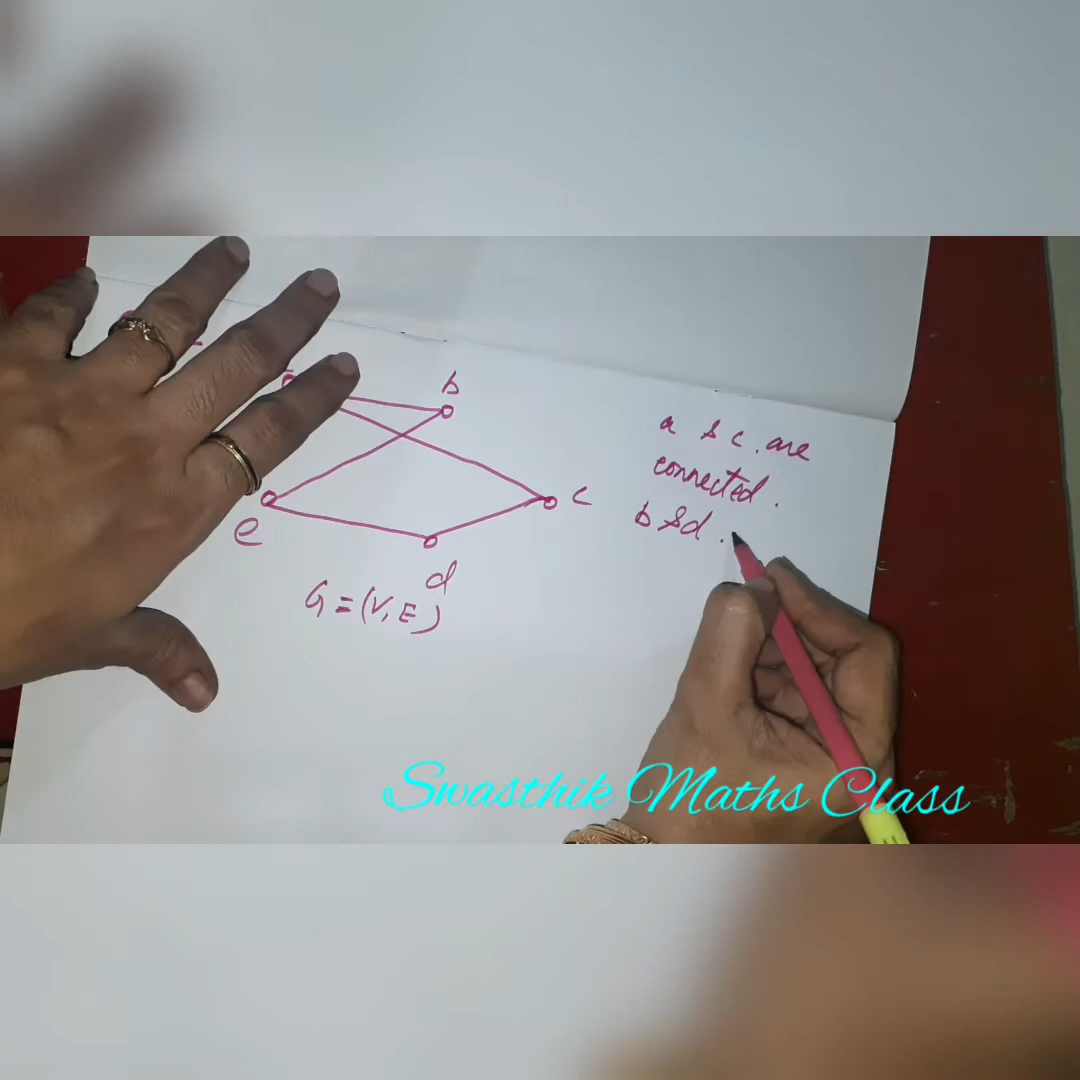 b
a & c . are
connected .
b & d .
c
e
d
G = (V, E)
Swasthik Maths Class